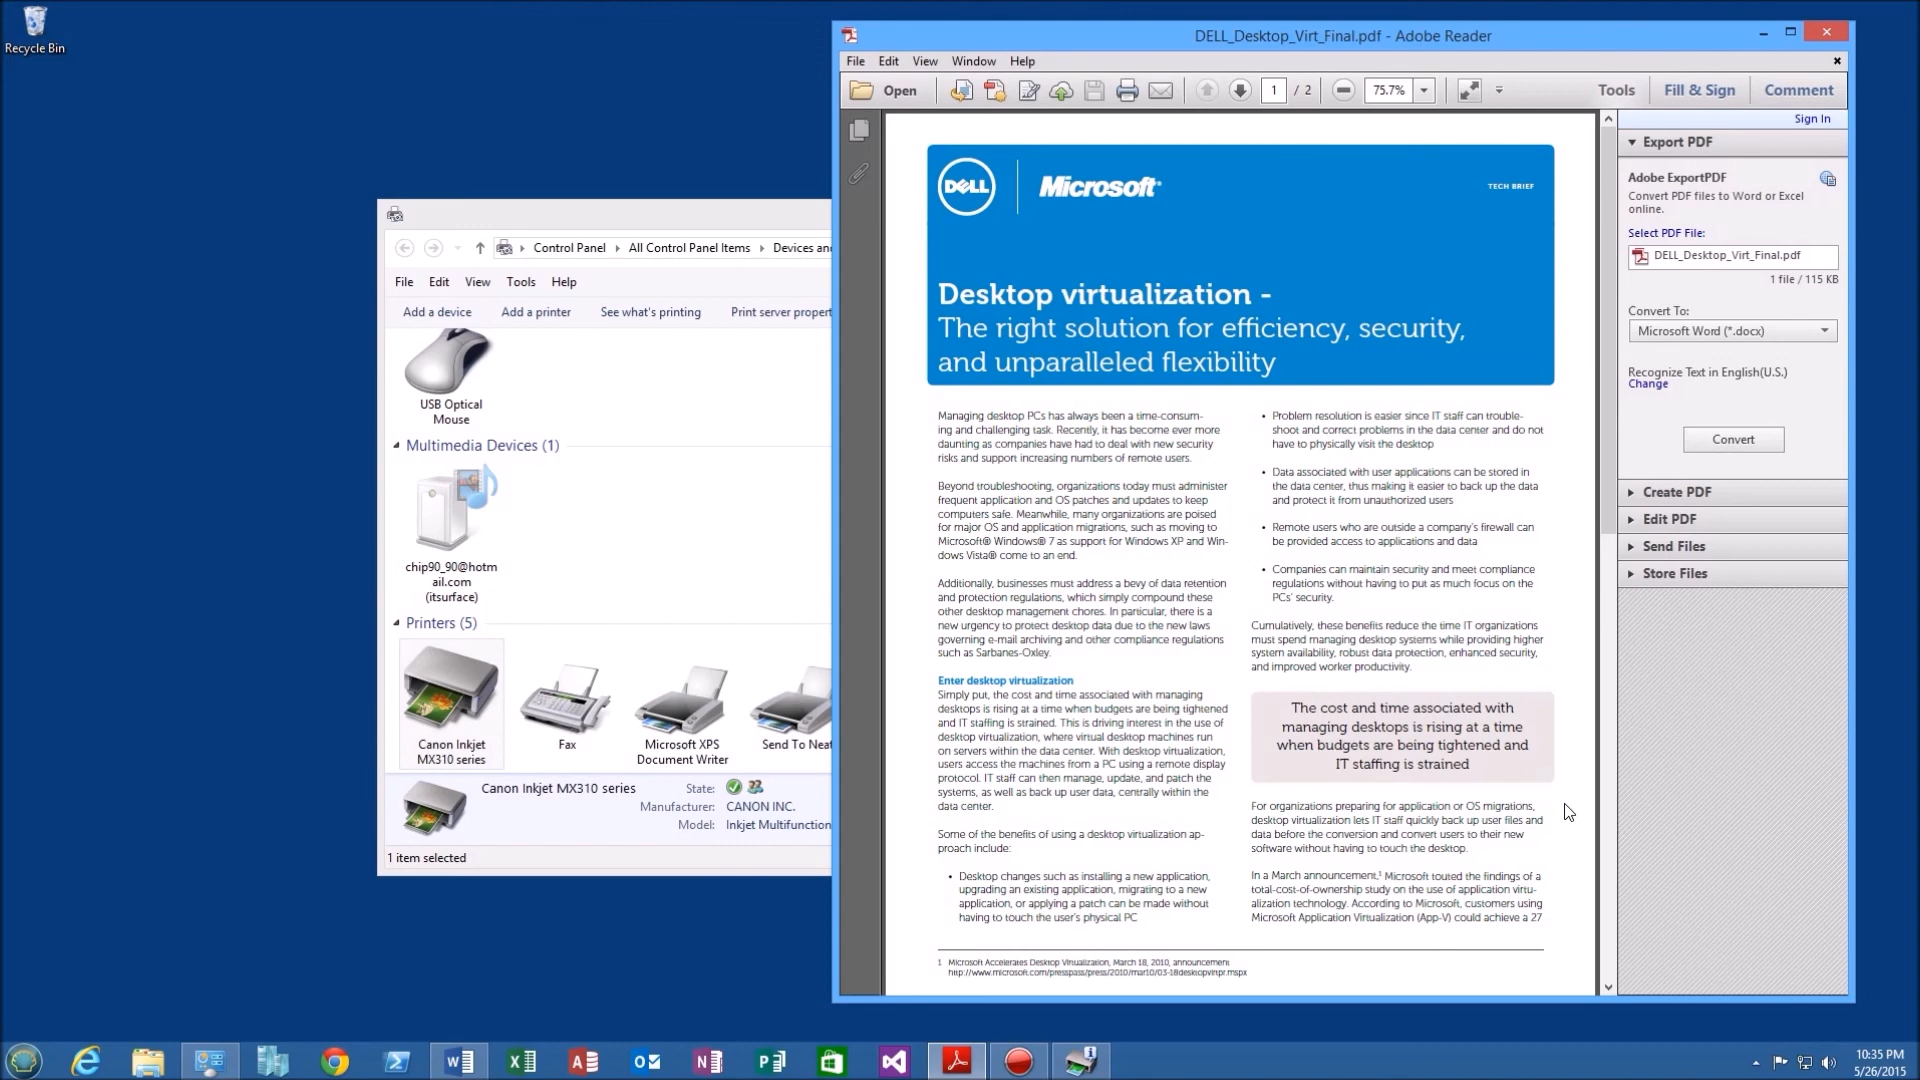 Recycle Bin
Control Panel
All Control Panel Items
Devices an
File
Edit
View
Tools
Help
Add a device
Add a printer
See what's printing
Print server propert
USB Optical
Mouse
Multimedia Devices (1)
chip90_90@hotm
ail.com
(itsurface)
Printers (5)
Canon Inkjet
MX310 series
Fax
Microsoft XPS
Document Writer
Send To Neat
Canon Inkjet MX310 series
State:
Manufacturer: CANON INC.
Model: Inkjet Multifunction
1 item selected
DELL_Desktop_Virt_Final.pdf - Adobe Reader
File Edit View Window Help
Open
1 / 2
75.7%
Tools
Fill & Sign
Comment
DELL
Microsoft®
TECH BRIEF
Desktop virtualization -
The right solution for efficiency, security,
and unparalleled flexibility
Managing desktop PCs has always been a time-consum-
ing and challenging task. Recently, it has become ever more
daunting as companies have had to deal with new security
risks and support increasing numbers of remote users.
Beyond troubleshooting, organizations today must administer
frequent application and OS patches and updates to keep
computers safe. Meanwhile, many organizations are poised
for major OS and application migrations, such as moving to
Microsoft® Windows® 7 as support for Windows XP and Win-
dows Vista® come to an end.
Additionally, businesses must address a bevy of data retention
and protection regulations, which simply compound these
other desktop management chores. In particular, there is a
new urgency to protect desktop data due to the new laws
governing e-mail archiving and other compliance regulations
such as Sarbanes-Oxley.
Enter desktop virtualization
Simply put, the cost and time associated with managing
desktops is rising at a time when budgets are being tightened
and IT staffing is strained. This is driving interest in the use of
desktop virtualization, where virtual desktop machines run
on servers within the data center. With desktop virtualization,
users access the machines from a PC using a remote display
protocol. IT staff can then manage, update, and patch the
systems, as well as back up user data, centrally within the
data center.
Some of the benefits of using a desktop virtualization ap-
proach include:
• Desktop changes such as installing a new application,
upgrading an existing application, migrating to a new
application, or applying a patch can be made without
having to touch the user's physical PC
• Problem resolution is easier since IT staff can trouble-
shoot and correct problems in the data center and do not
have to physically visit the desktop
• Data associated with user applications can be stored in
the data center, thus making it easier to back up the data
and protect it from unauthorized users
• Remote users who are outside a company's firewall can
be provided access to applications and data
• Companies can maintain security and meet compliance
regulations without having to put as much focus on the
PCs' security.
Cumulatively, these benefits reduce the time IT organizations
must spend managing desktop systems while providing higher
system availability, robust data protection, enhanced security,
and improved worker productivity.
The cost and time associated with
managing desktops is rising at a time
when budgets are being tightened and
IT staffing is strained
For organizations preparing for application or OS migrations,
desktop virtualization lets IT staff quickly back up user files and
data before the conversion and convert users to their new
software without having to touch the desktop.
In a March announcement,¹ Microsoft touted the findings of a
total-cost-of-ownership study on the use of application virtu-
alization technology. According to Microsoft, customers using
Microsoft Application Virtualization (App-V) could achieve a 27
1 Microsoft Accelerates Desktop Virtualization, March 18, 2010, announcement
http://www.microsoft.com/presspass/press/2010/mar10/03-18desktopvirtpr.mspx
Sign In
Export PDF
Adobe ExportPDF
Convert PDF files to Word or Excel
online.
Select PDF File:
DELL_Desktop_Virt_Final.pdf
1 file / 115 KB
Convert To:
Microsoft Word (*.docx)
Recognize Text in English(U.S.)
Change
Convert
Create PDF
Edit PDF
Send Files
Store Files
10:35 PM
5/26/2015